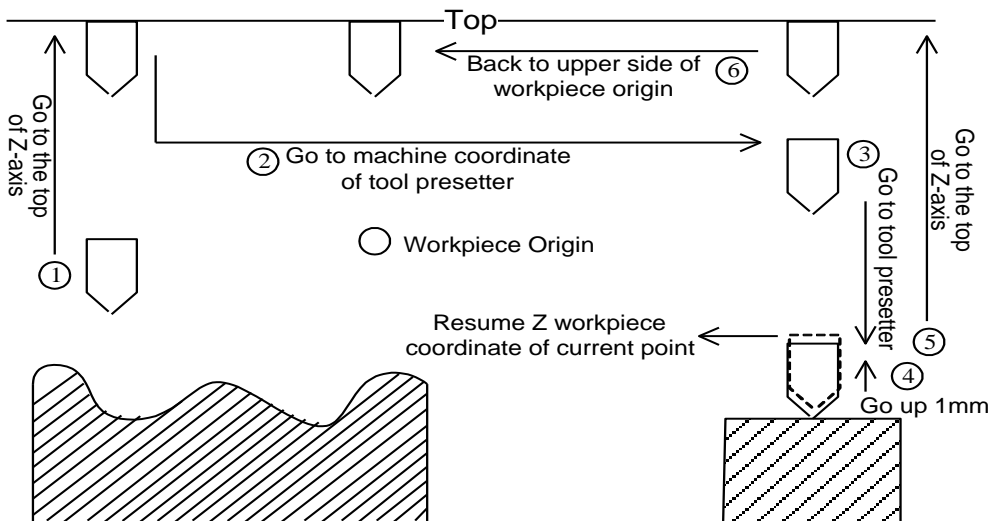 Top
Back to upper side of
workpiece origin
6
Go to the top
of Z-axis
2
Go to machine coordinate
of tool presetter
3
Go to tool presetter
Go to the top
of Z-axis
1
Workpiece Origin
Resume Z workpiece
coordinate of current point
5
4
Go up 1mm